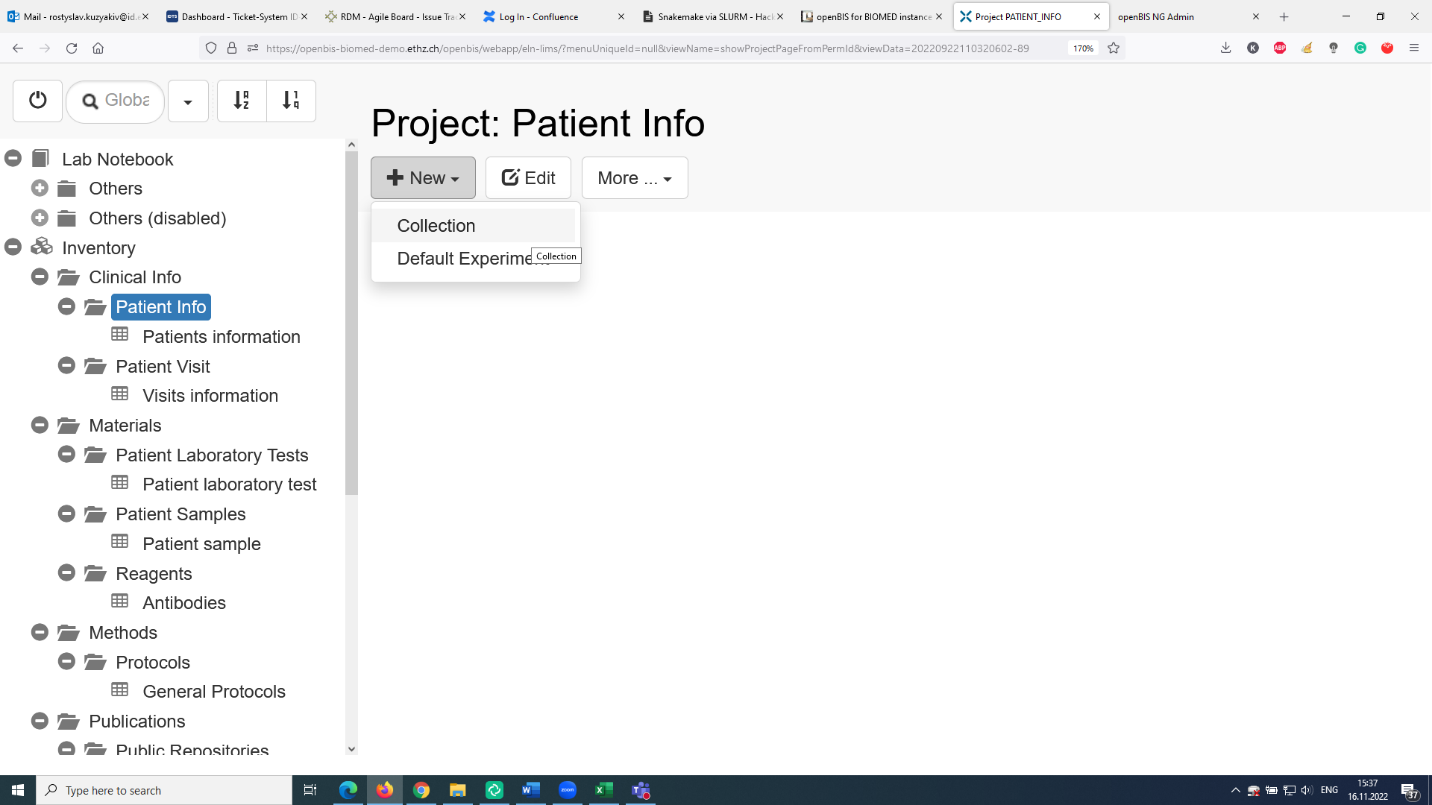 Mail - rostyslav.kuzyakiv@id.e
Dashboard - Ticket-System ID
RDM - Agile Board - Issue Tra
Log In - Confluence
Snakemake via SLURM - Hac
openBIS for BIOMED instance
Project PATIENT_INFO
openBIS NG Admin
https://openbis-biomed-demo.ethz.ch/openbis/webapp/eln-lims/?menuUniqueId=null&viewName=showProjectPageFromPermId&viewData=20220922110320602-89
170%
ABP
Globa
Project: Patient Info
New
Edit
More ...
Collection
Default Experiment
Collection
Lab Notebook
Others
Others (disabled)
Inventory
Clinical Info
Patient Info
Patients information
Patient Visit
Visits information
Materials
Patient Laboratory Tests
Patient laboratory test
Patient Samples
Patient sample
Reagents
Antibodies
Methods
Protocols
General Protocols
Publications
Public Repositories
Type here to search
zoom
ENG
15:37
16.11.2022
37